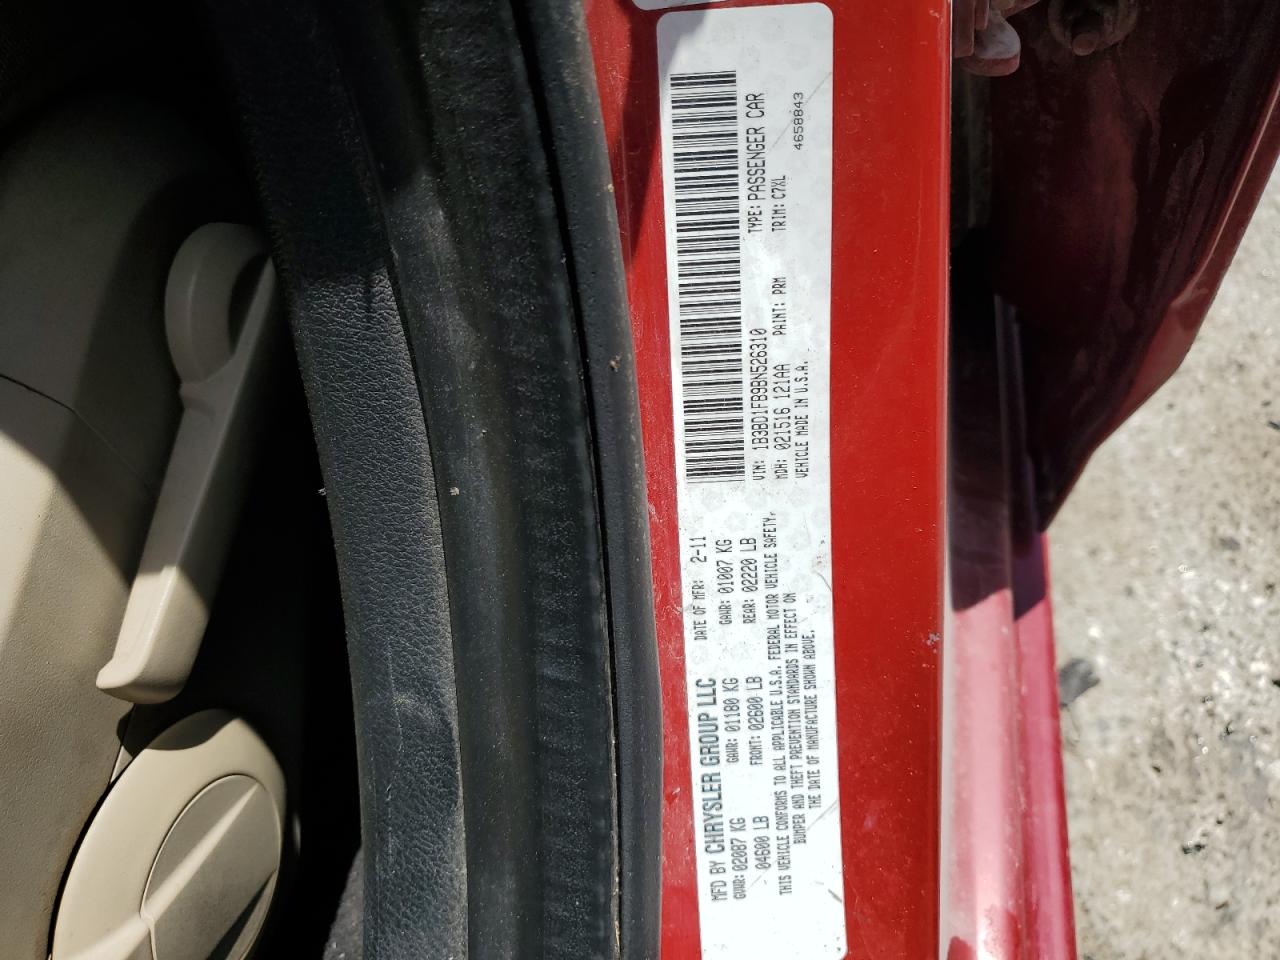 MFD BY CHRYSLER GROUP LLC DATE OF MFR: 2-11
GVWR: 02087 KG GAWR: 01180 KG GAWR: 01007 KG
04600 LB FRONT: 02600 LB REAR: 02220 LB
THIS VEHICLE CONFORMS TO ALL APPLICABLE U.S.A. FEDERAL MOTOR VEHICLE SAFETY,
BUMPER AND THEFT PREVENTION STANDARDS IN EFFECT ON
THE DATE OF MANUFACTURE SHOWN ABOVE.
VIN: 1B3BD1FB9BN526310 TYPE: PASSENGER CAR
MDH: 021516 121AA PAINT: PRM TRIM: C7XL
VEHICLE MADE IN U.S.A. 4658843